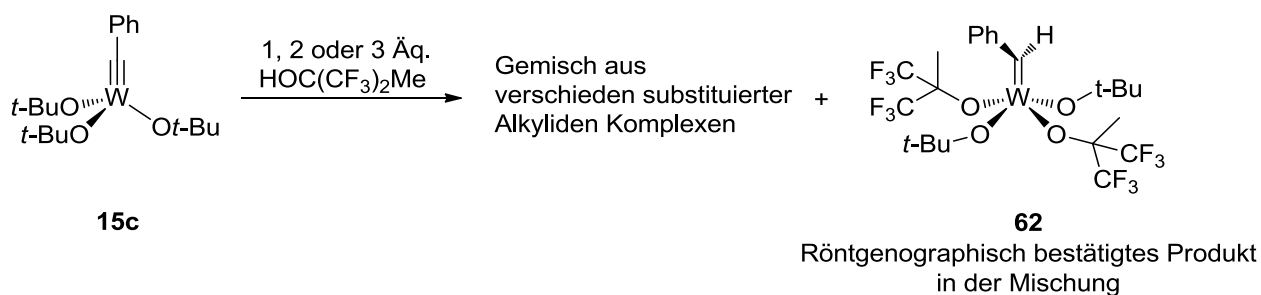 Ph
W
t-BuO
t-BuO
Ot-Bu
15c
1, 2 oder 3 Äq.
HOC(CF3)2Me
Gemisch aus
verschieden substituierter
Alkyliden Komplexen
+
Ph
H
F3C
F3C
O
W
O
t-Bu
t-Bu
O
O
CF3
CF3
62
Röntgenographisch bestätigtes Produkt
in der Mischung